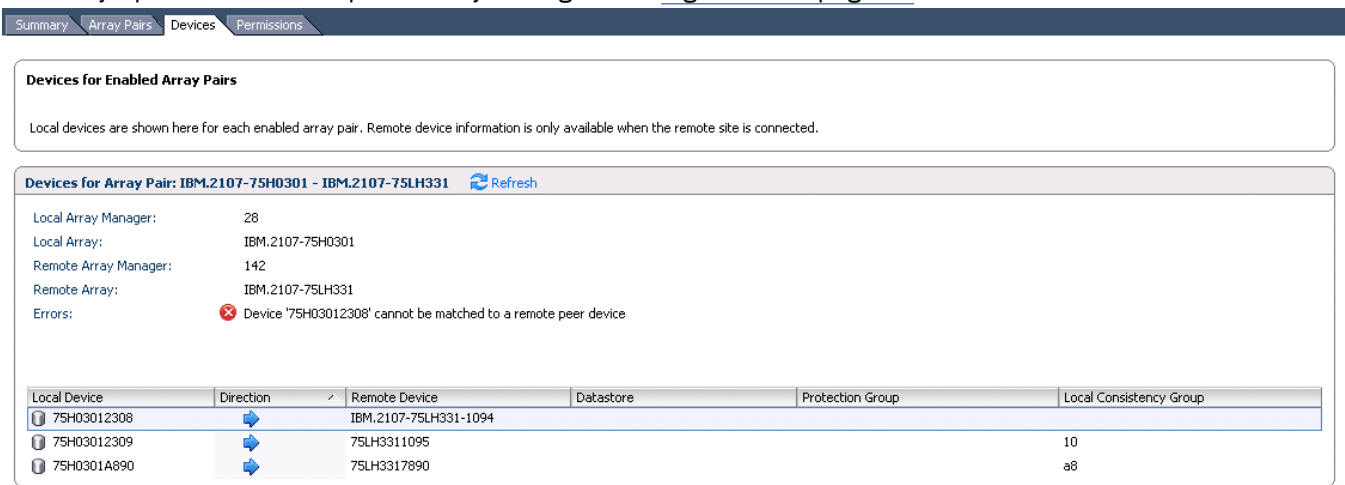 Summary Array Pairs Devices Permissions
Devices for Enabled Array Pairs
Local devices are shown here for each enabled array pair. Remote device information is only available when the remote site is connected.
Devices for Array Pair: IBM.2107-75H0301 - IBM.2107-75LH331 Refresh
Local Array Manager: 28
Local Array: IBM.2107-75H0301
Remote Array Manager: 142
Remote Array: IBM.2107-75LH331
Errors: Device '75H03012308' cannot be matched to a remote peer device
Local Device Direction Remote Device Datastore Protection Group Local Consistency Group
75H03012308 IBM.2107-75LH331-1094
75H03012309 75LH3311095 10
75H0301A890 75LH3317890 a8